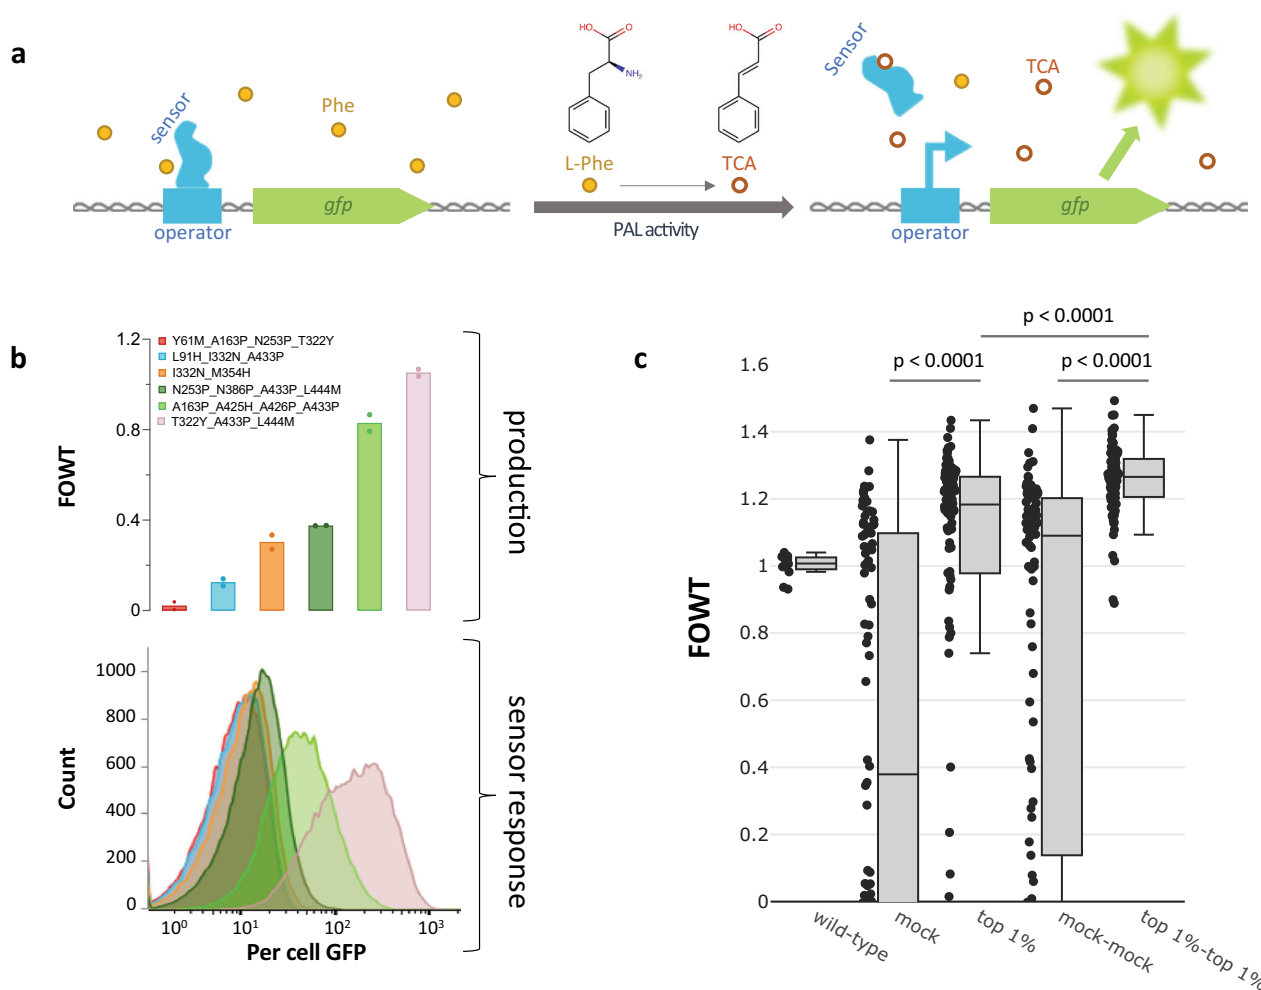 a
sensor
Phe
gfp
operator
HO
O
NH₂
L-Phe
HO
O
TCA
PAL activity
Sensor
TCA
gfp
operator
b
FOWT
1.2
0.8
0.4
0
Y61M_A163P_N253P_T322Y
L91H_I332N_A433P
I332N_M354H
N253P_N386P_A433P_L444M
A163P_A425H_A426P_A433P
T322Y_A433P_L444M
production
Count
1000
800
600
400
200
0
10⁰ 10¹ 10² 10³
Per cell GFP
sensor response
c
p < 0.0001
p < 0.0001
p < 0.0001
FOWT
1.6
1.4
1.2
1
0.8
0.6
0.4
0.2
0
wild-type
mock
top 1%
mock-mock
top 1%-top 1%